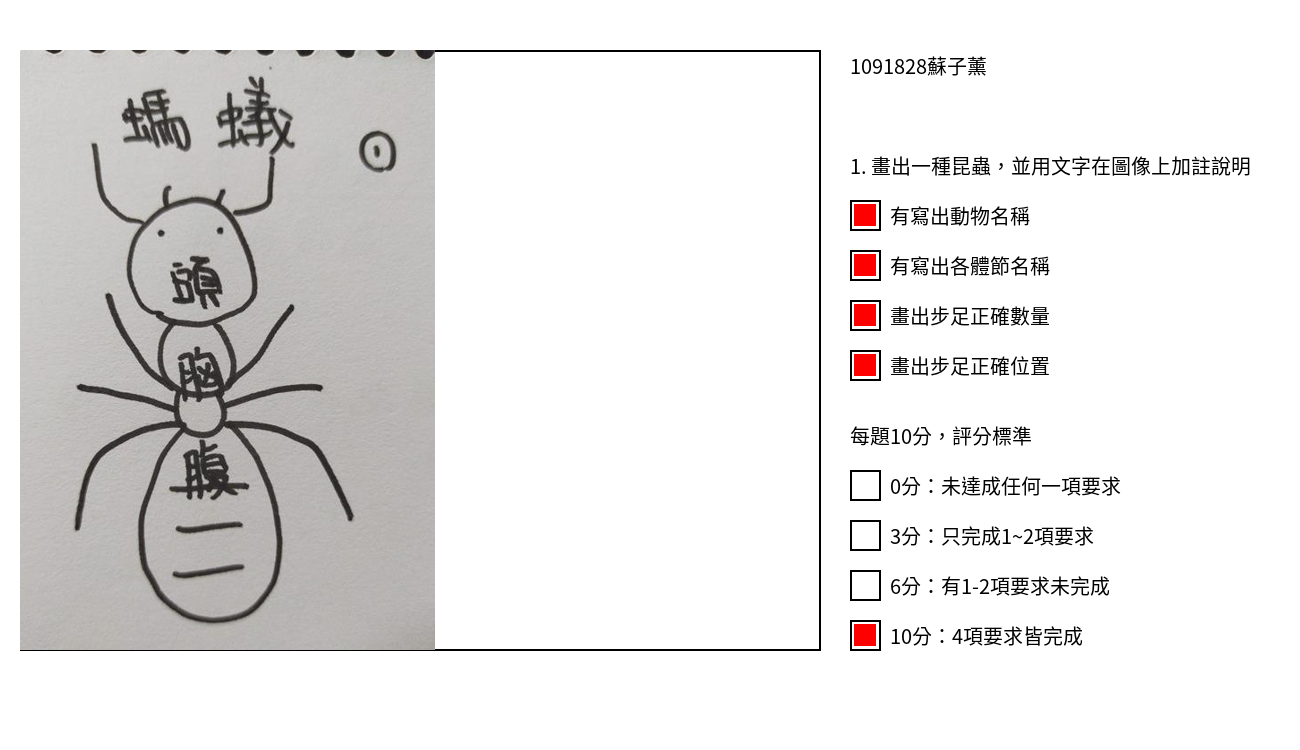 螞蟻
1
頭
胸
腹
1091828蘇子薰
1. 畫出一種昆蟲，並用文字在圖像上加註說明
有寫出動物名稱
有寫出各體節名稱
畫出步足正確數量
畫出步足正確位置
每題10分，評分標準
0分：未達成任何一項要求
3分：只完成1~2項要求
6分：有1-2項要求未完成
10分：4項要求皆完成